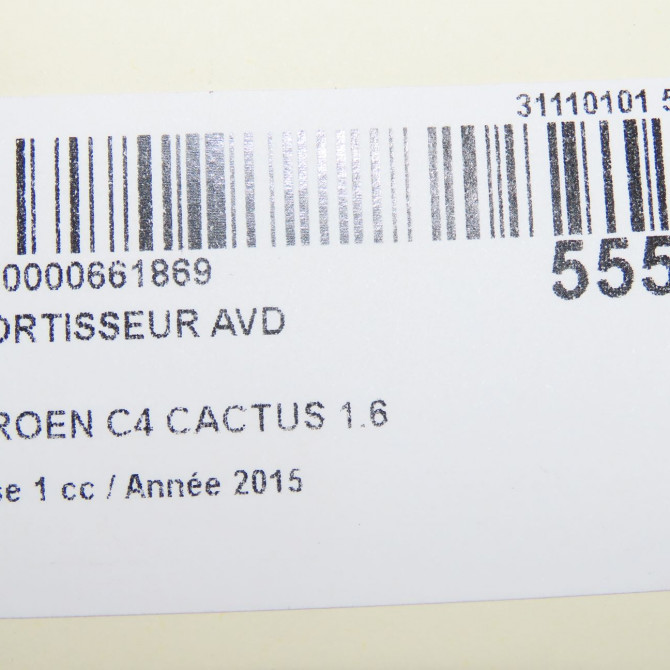 31110101 5
0000661869
555
ORTISSEUR AVD
ROEN C4 CACTUS 1.6
se 1 cc / Année 2015